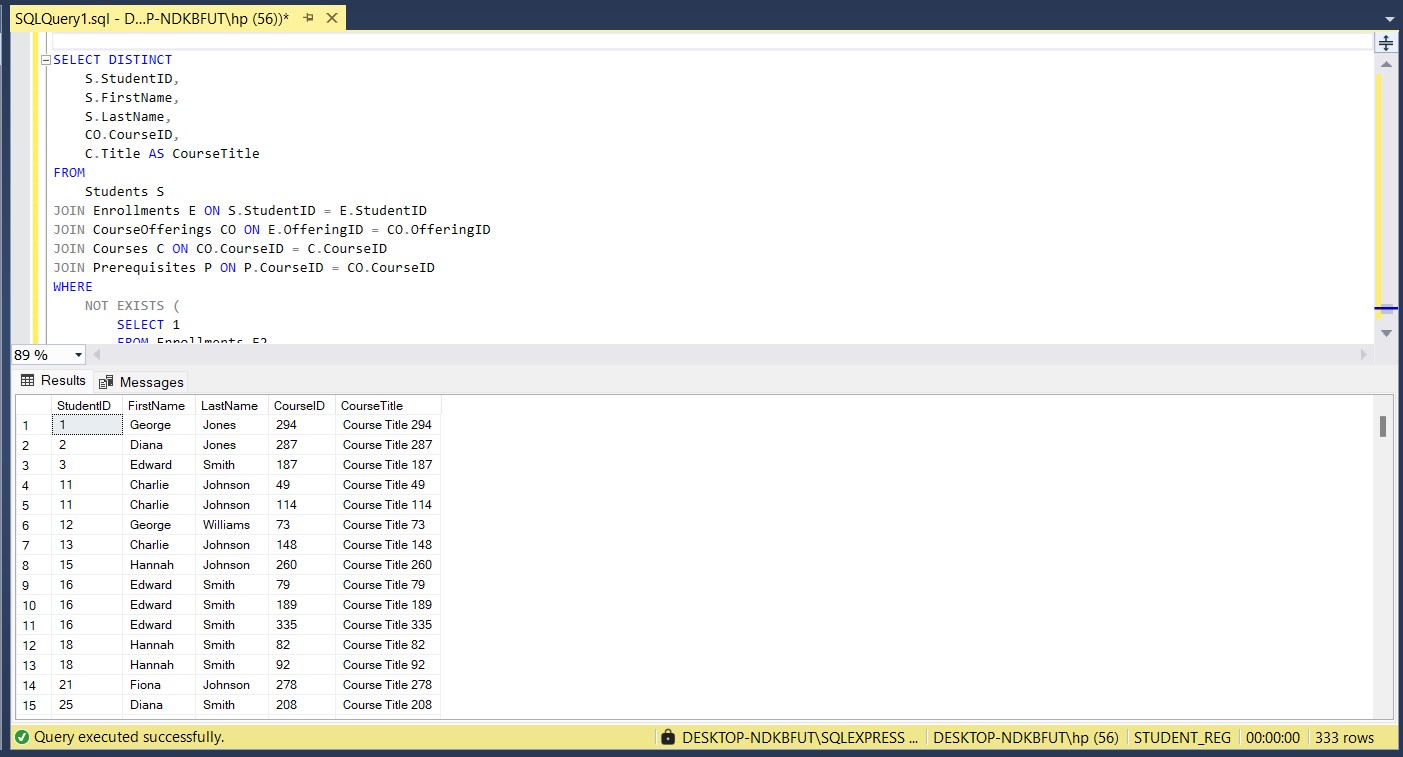 SQLQuery1.sql - D...P-NDKBFUT\hp (56))*
SELECT DISTINCT
S.StudentID,
S.FirstName,
S.LastName,
CO.CourseID,
C.Title AS CourseTitle
FROM
Students S
JOIN Enrollments E ON S.StudentID = E.StudentID
JOIN CourseOfferings CO ON E.OfferingID = CO.OfferingID
JOIN Courses C ON CO.CourseID = C.CourseID
JOIN Prerequisites P ON P.CourseID = CO.CourseID
WHERE
NOT EXISTS (
SELECT 1
FROM Enrollments E2
89 %
Results Messages
StudentID FirstName LastName CourseID CourseTitle
1 1 George Jones 294 Course Title 294
2 2 Diana Jones 287 Course Title 287
3 3 Edward Smith 187 Course Title 187
4 11 Charlie Johnson 49 Course Title 49
5 11 Charlie Johnson 114 Course Title 114
6 12 George Williams 73 Course Title 73
7 13 Charlie Johnson 148 Course Title 148
8 15 Hannah Johnson 260 Course Title 260
9 16 Edward Smith 79 Course Title 79
10 16 Edward Smith 189 Course Title 189
11 16 Edward Smith 335 Course Title 335
12 18 Hannah Smith 82 Course Title 82
13 18 Hannah Smith 92 Course Title 92
14 21 Fiona Johnson 278 Course Title 278
15 25 Diana Smith 208 Course Title 208
Query executed successfully. DESKTOP-NDKBFUT\SQLEXPRESS ... DESKTOP-NDKBFUT\hp (56) STUDENT_REG 00:00:00 333 rows